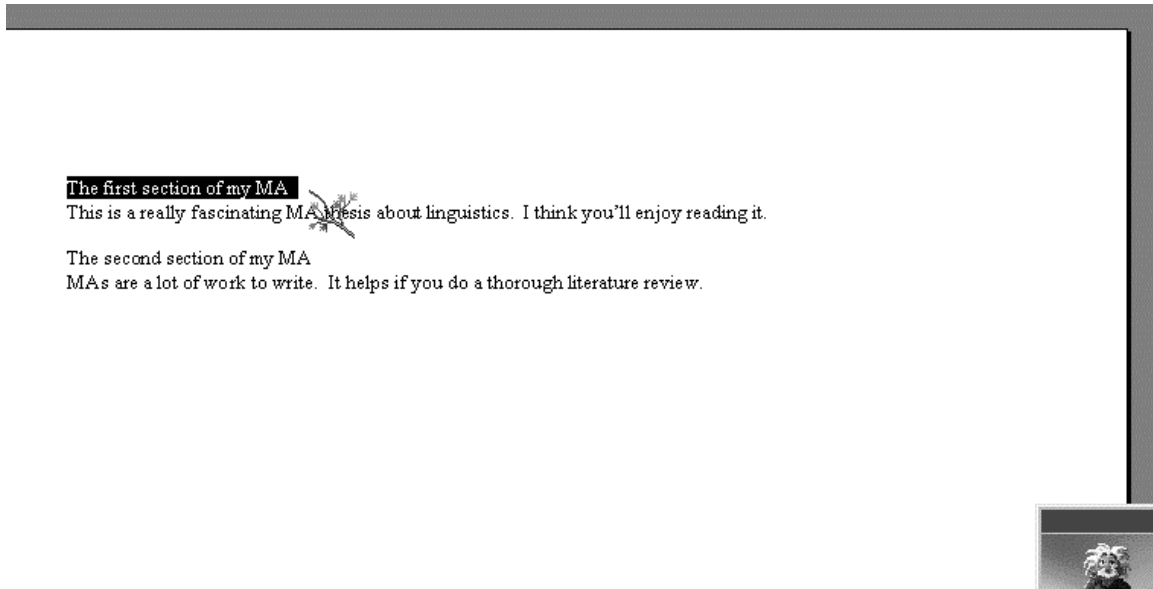 The first section of my MA
This is a really fascinating MA thesis about linguistics.  I think you’ll enjoy reading it.
The second section of my MA
MAs are a lot of work to write.  It helps if you do a thorough literature review.